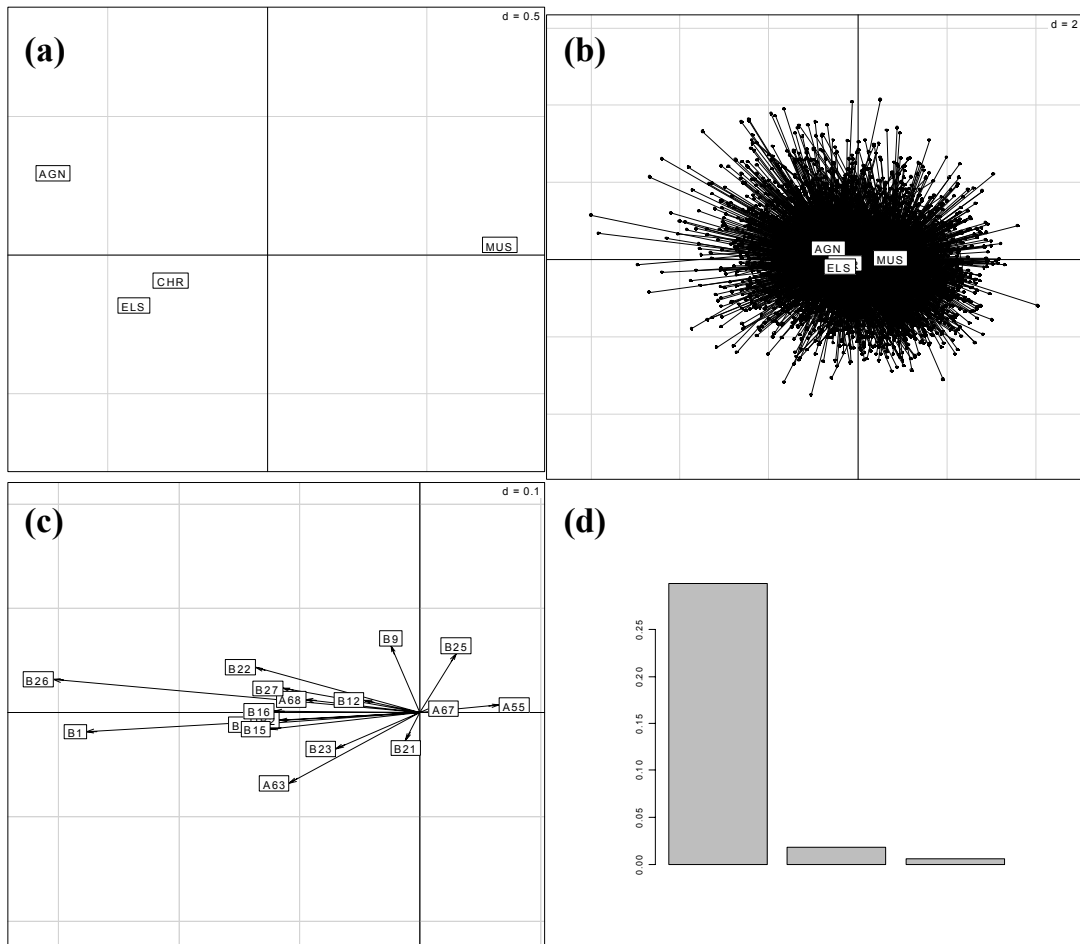 (a)
d = 0.5
AGN
MUS
CHR
ELS
(b)
d = 2
AGN
MUS
ELS
(c)
d = 0.1
B9
B25
B22
B26
B27
A68
B12
A67
A55
B16
B1
B
B15
B23
B21
A63
(d)
0.25
0.20
0.15
0.10
0.05
0.00